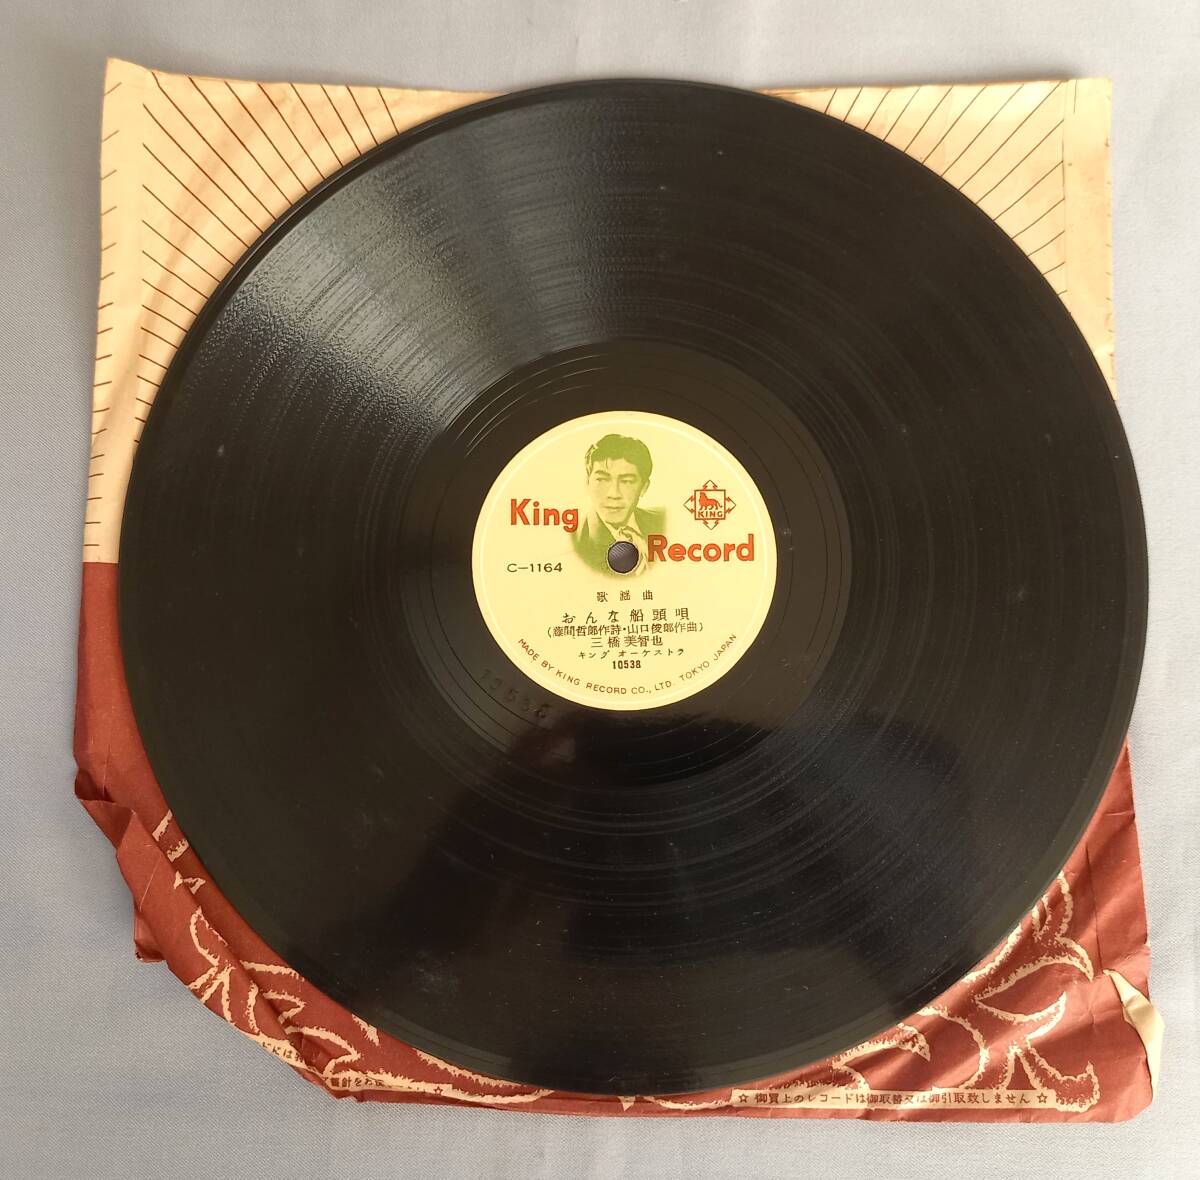 King
KING
Record
C-1164
歌謡曲
おんな船頭唄
(藤間哲郎作詩・山口俊郎作曲)
三橋美智也
キング オーケストラ
10538
MADE BY KING RECORD CO., LTD. TOKYO JAPAN
10538
☆ 御買上のレコードは御取替又は御引取致しません ☆